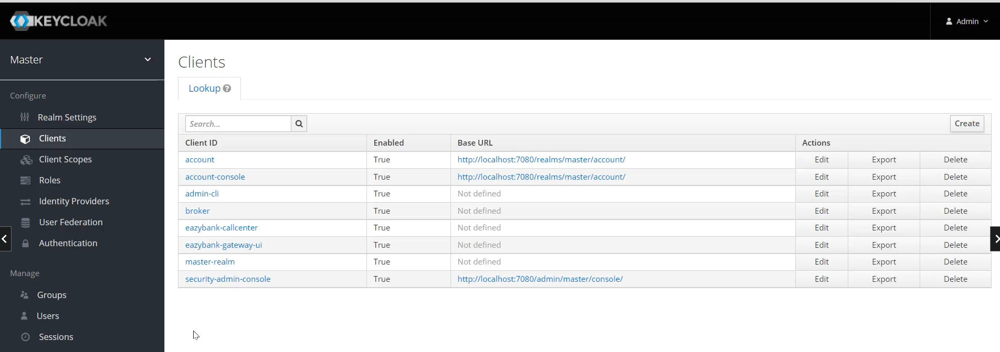 KEYCLOAK
Admin
Master
Configure
Realm Settings
Clients
Client Scopes
Roles
Identity Providers
User Federation
Authentication
Manage
Groups
Users
Sessions
Clients
Lookup ?
Search...
Create
Client ID Enabled Base URL Actions
account True http://localhost:7080/realms/master/account/ Edit Export Delete
account-console True http://localhost:7080/realms/master/account/ Edit Export Delete
admin-cli True Not defined Edit Export Delete
broker True Not defined Edit Export Delete
eazybank-callcenter True Not defined Edit Export Delete
eazybank-gateway-ui True Not defined Edit Export Delete
master-realm True Not defined Edit Export Delete
security-admin-console True http://localhost:7080/admin/master/console/ Edit Export Delete